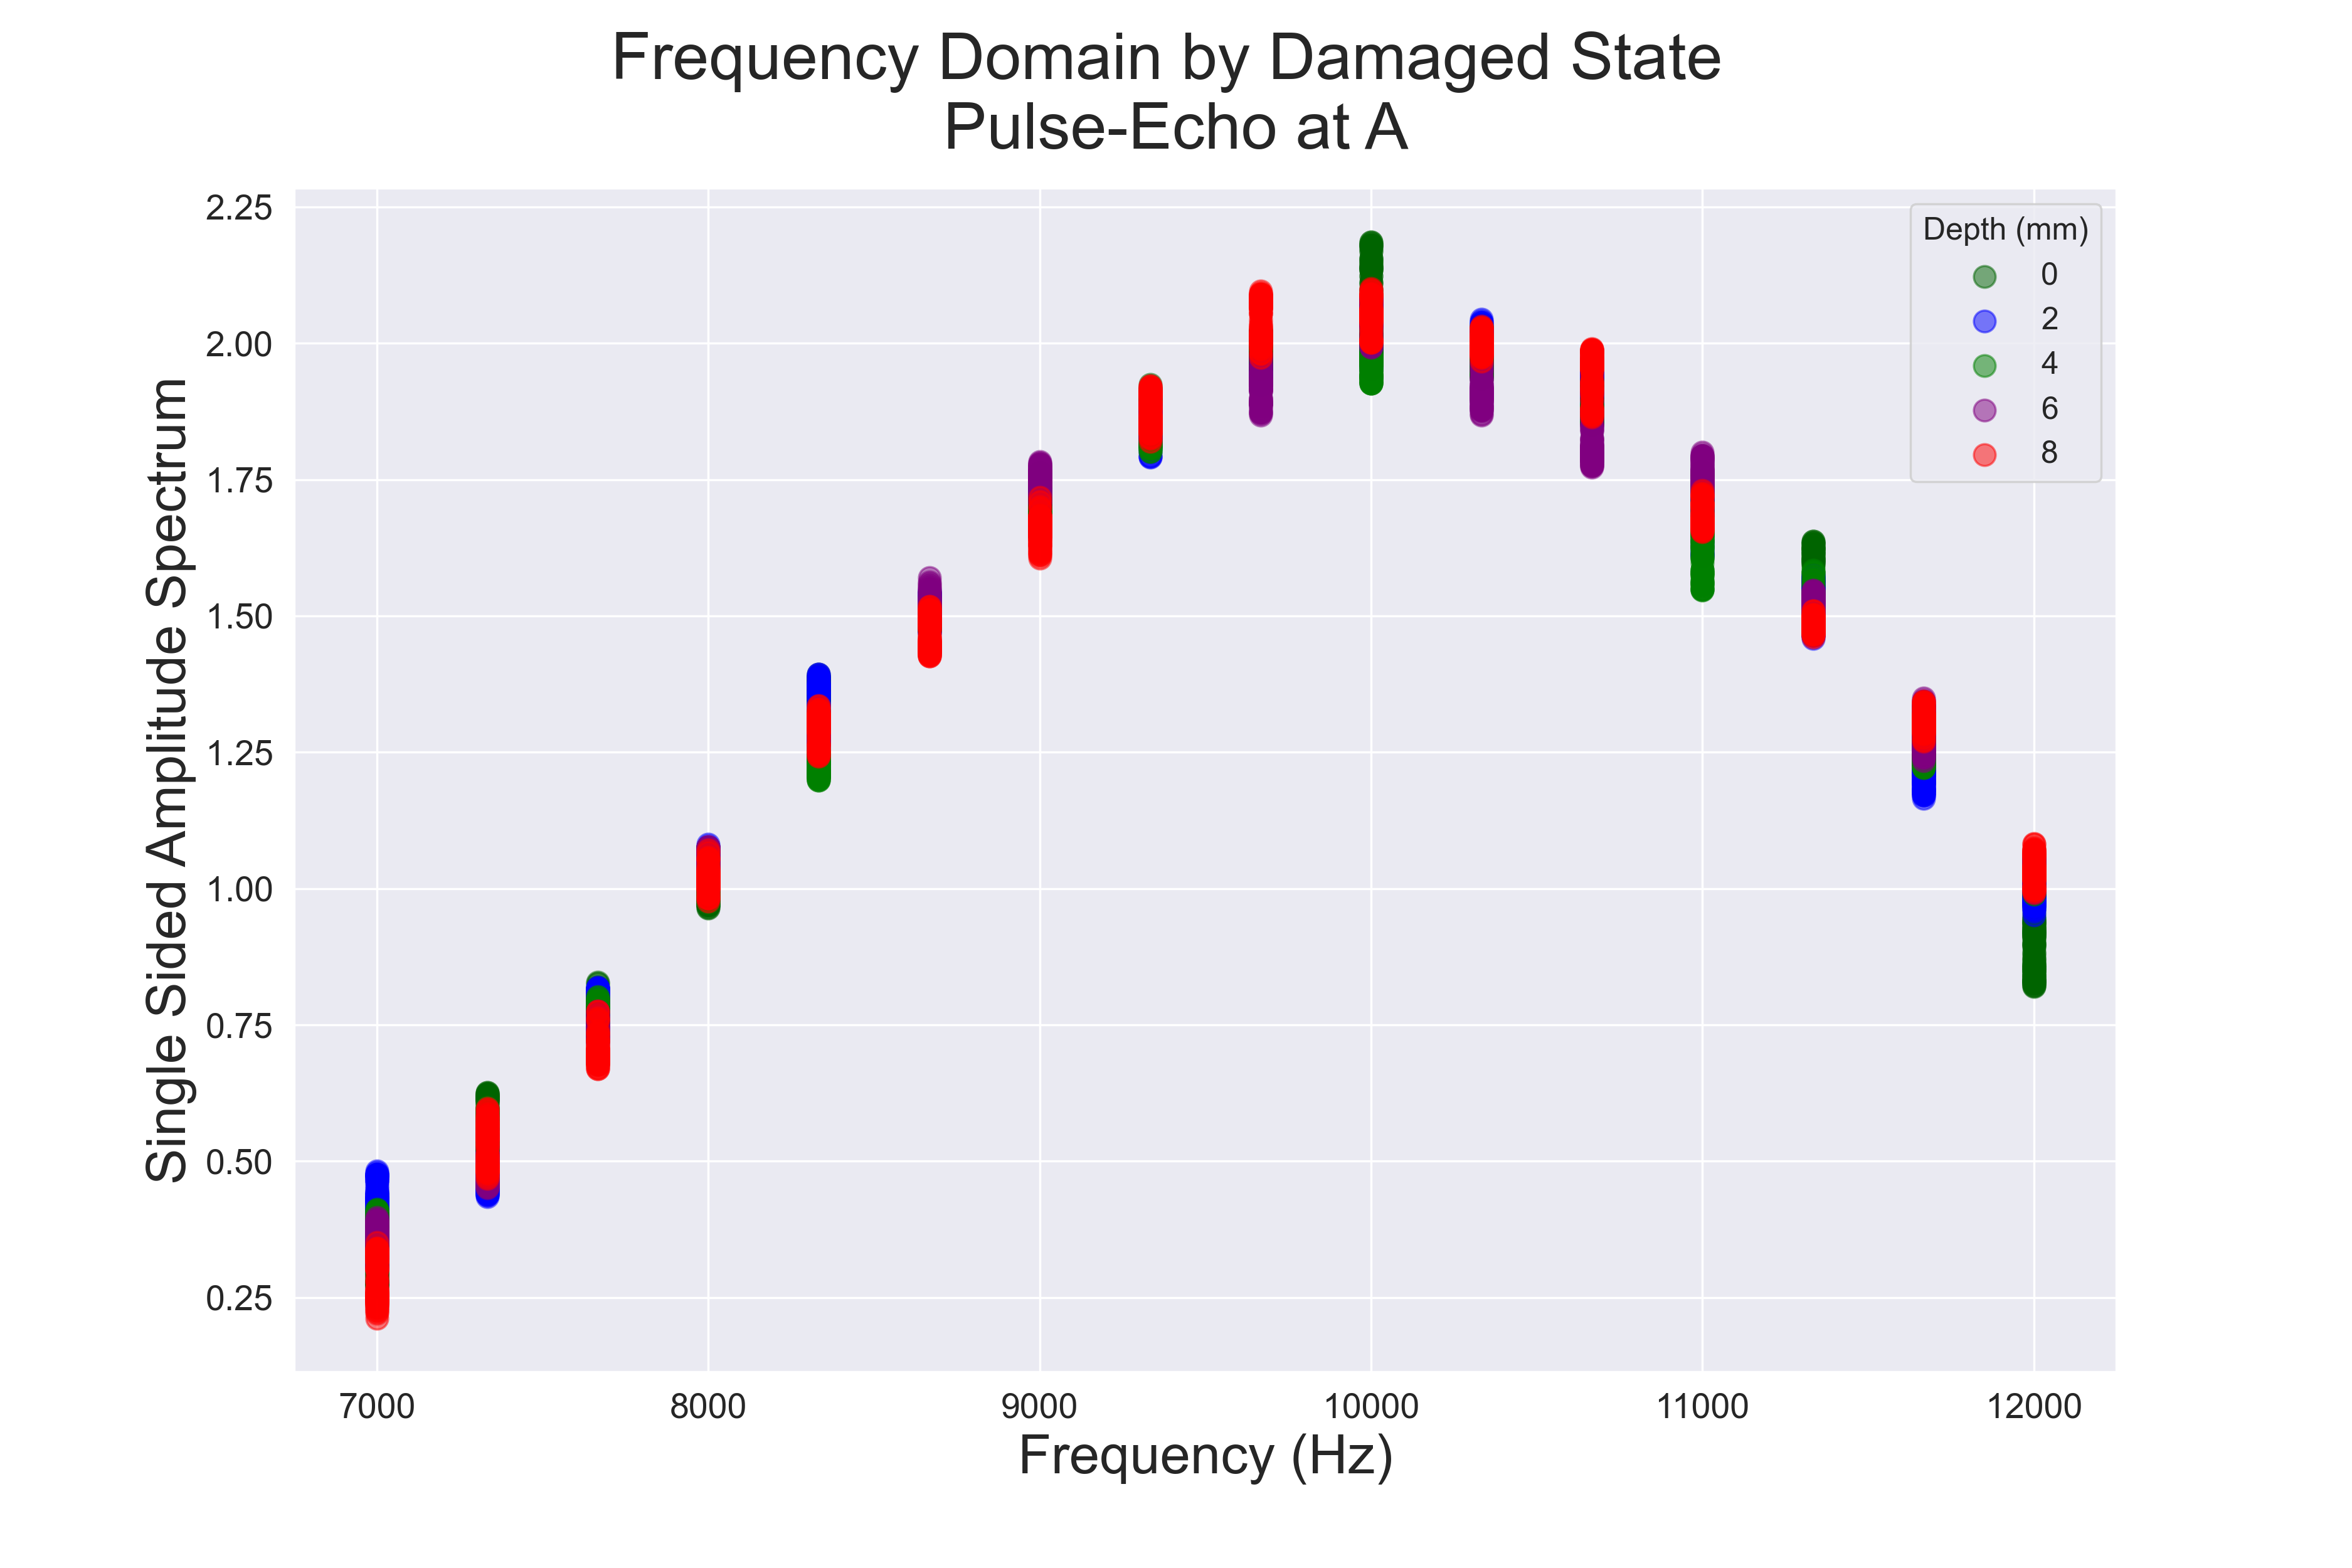 Frequency Domain by Damaged State
Pulse-Echo at A
Single Sided Amplitude Spectrum
2.25
2.00
1.75
1.50
1.25
1.00
0.75
0.50
0.25
Depth (mm)
0
2
4
6
8
7000 8000 9000 10000 11000 12000
Frequency (Hz)